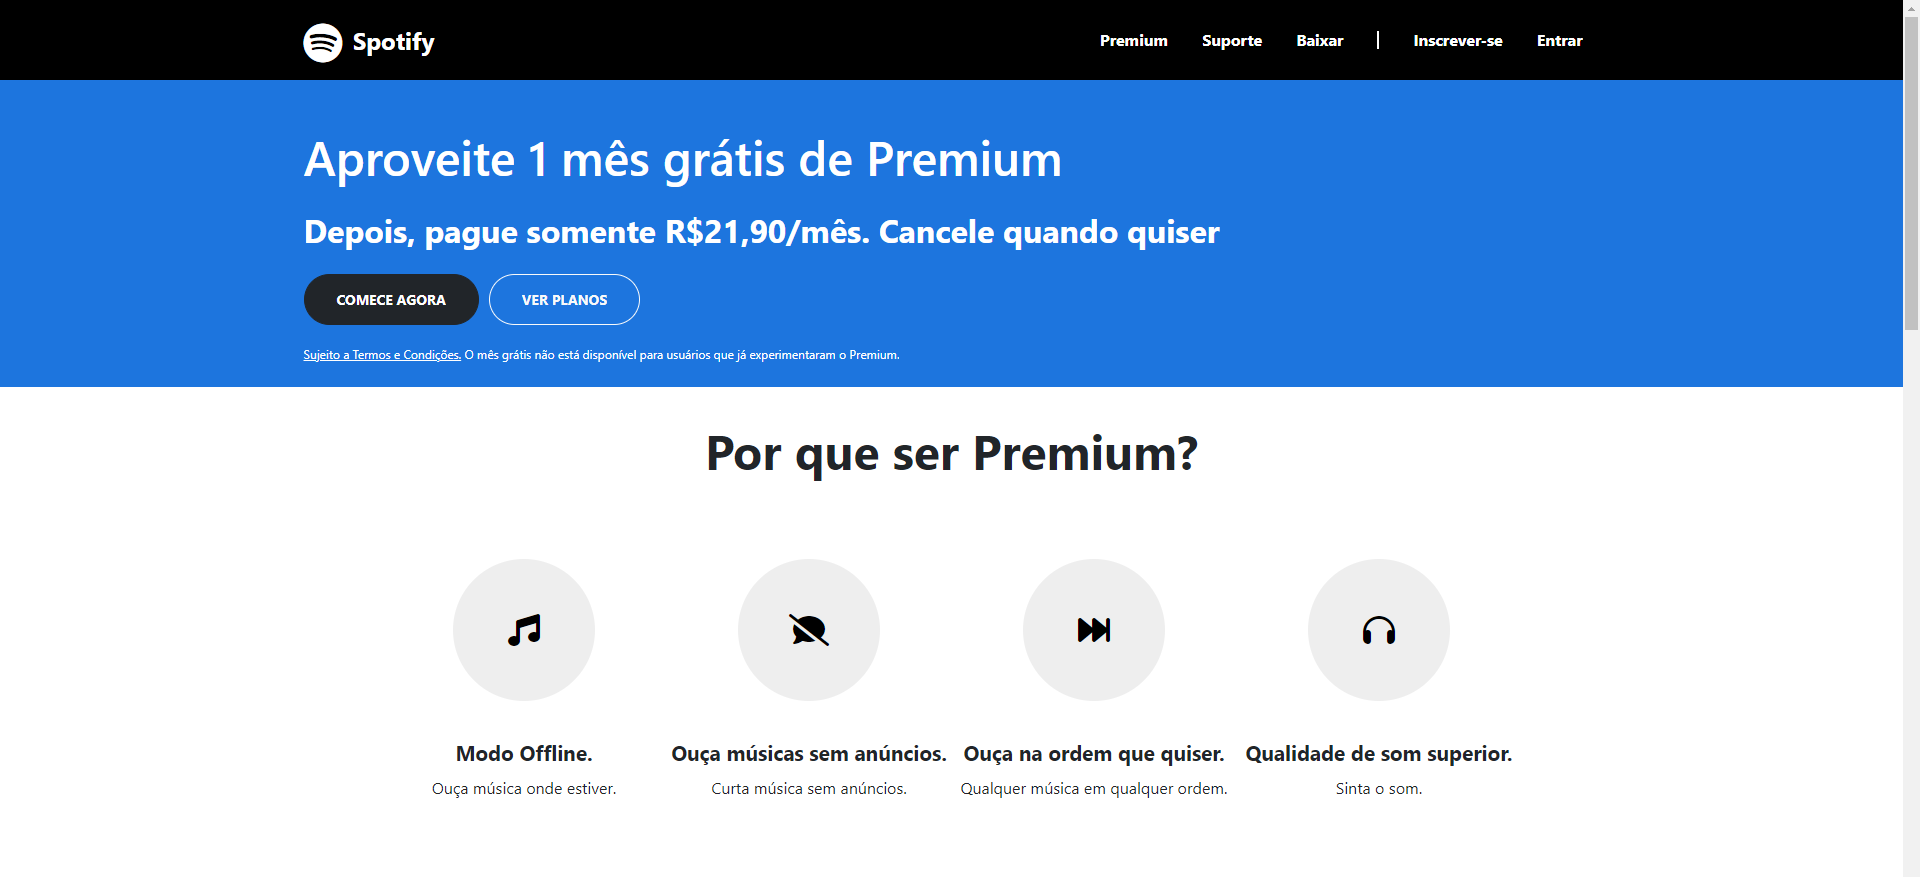 Spotify
Premium Suporte Baixar | Inscrever-se Entrar
Aproveite 1 mês grátis de Premium
Depois, pague somente R$21,90/mês. Cancele quando quiser
COMECE AGORA VER PLANOS
Sujeito a Termos e Condições. O mês grátis não está disponível para usuários que já experimentaram o Premium.
Por que ser Premium?
Modo Offline.
Ouça música onde estiver.
Ouça músicas sem anúncios.
Curta música sem anúncios.
Ouça na ordem que quiser.
Qualquer música em qualquer ordem.
Qualidade de som superior.
Sinta o som.